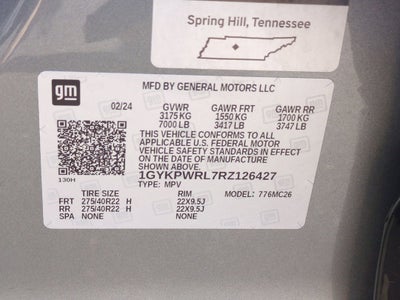 Spring Hill, Tennessee
gm
MFD BY GENERAL MOTORS LLC
02/24 GVWR GAWR FRT GAWR RR
3175 KG 1550 KG 1700 KG
7000 LB 3417 LB 3747 LB
THIS VEHICLE CONFORMS TO ALL
APPLICABLE U.S. FEDERAL MOTOR
VEHICLE SAFETY STANDARDS IN EFFECT
ON THE DATE OF MANUFACTURE
SHOWN ABOVE.
1GYKPWRL7RZ126427
130H TYPE: MPV MODEL: 776MC26
TIRE SIZE RIM
FRT 275/40R22 H 22X9.5J
RR 275/40R22 H 22X9.5J
SPA NONE NONE